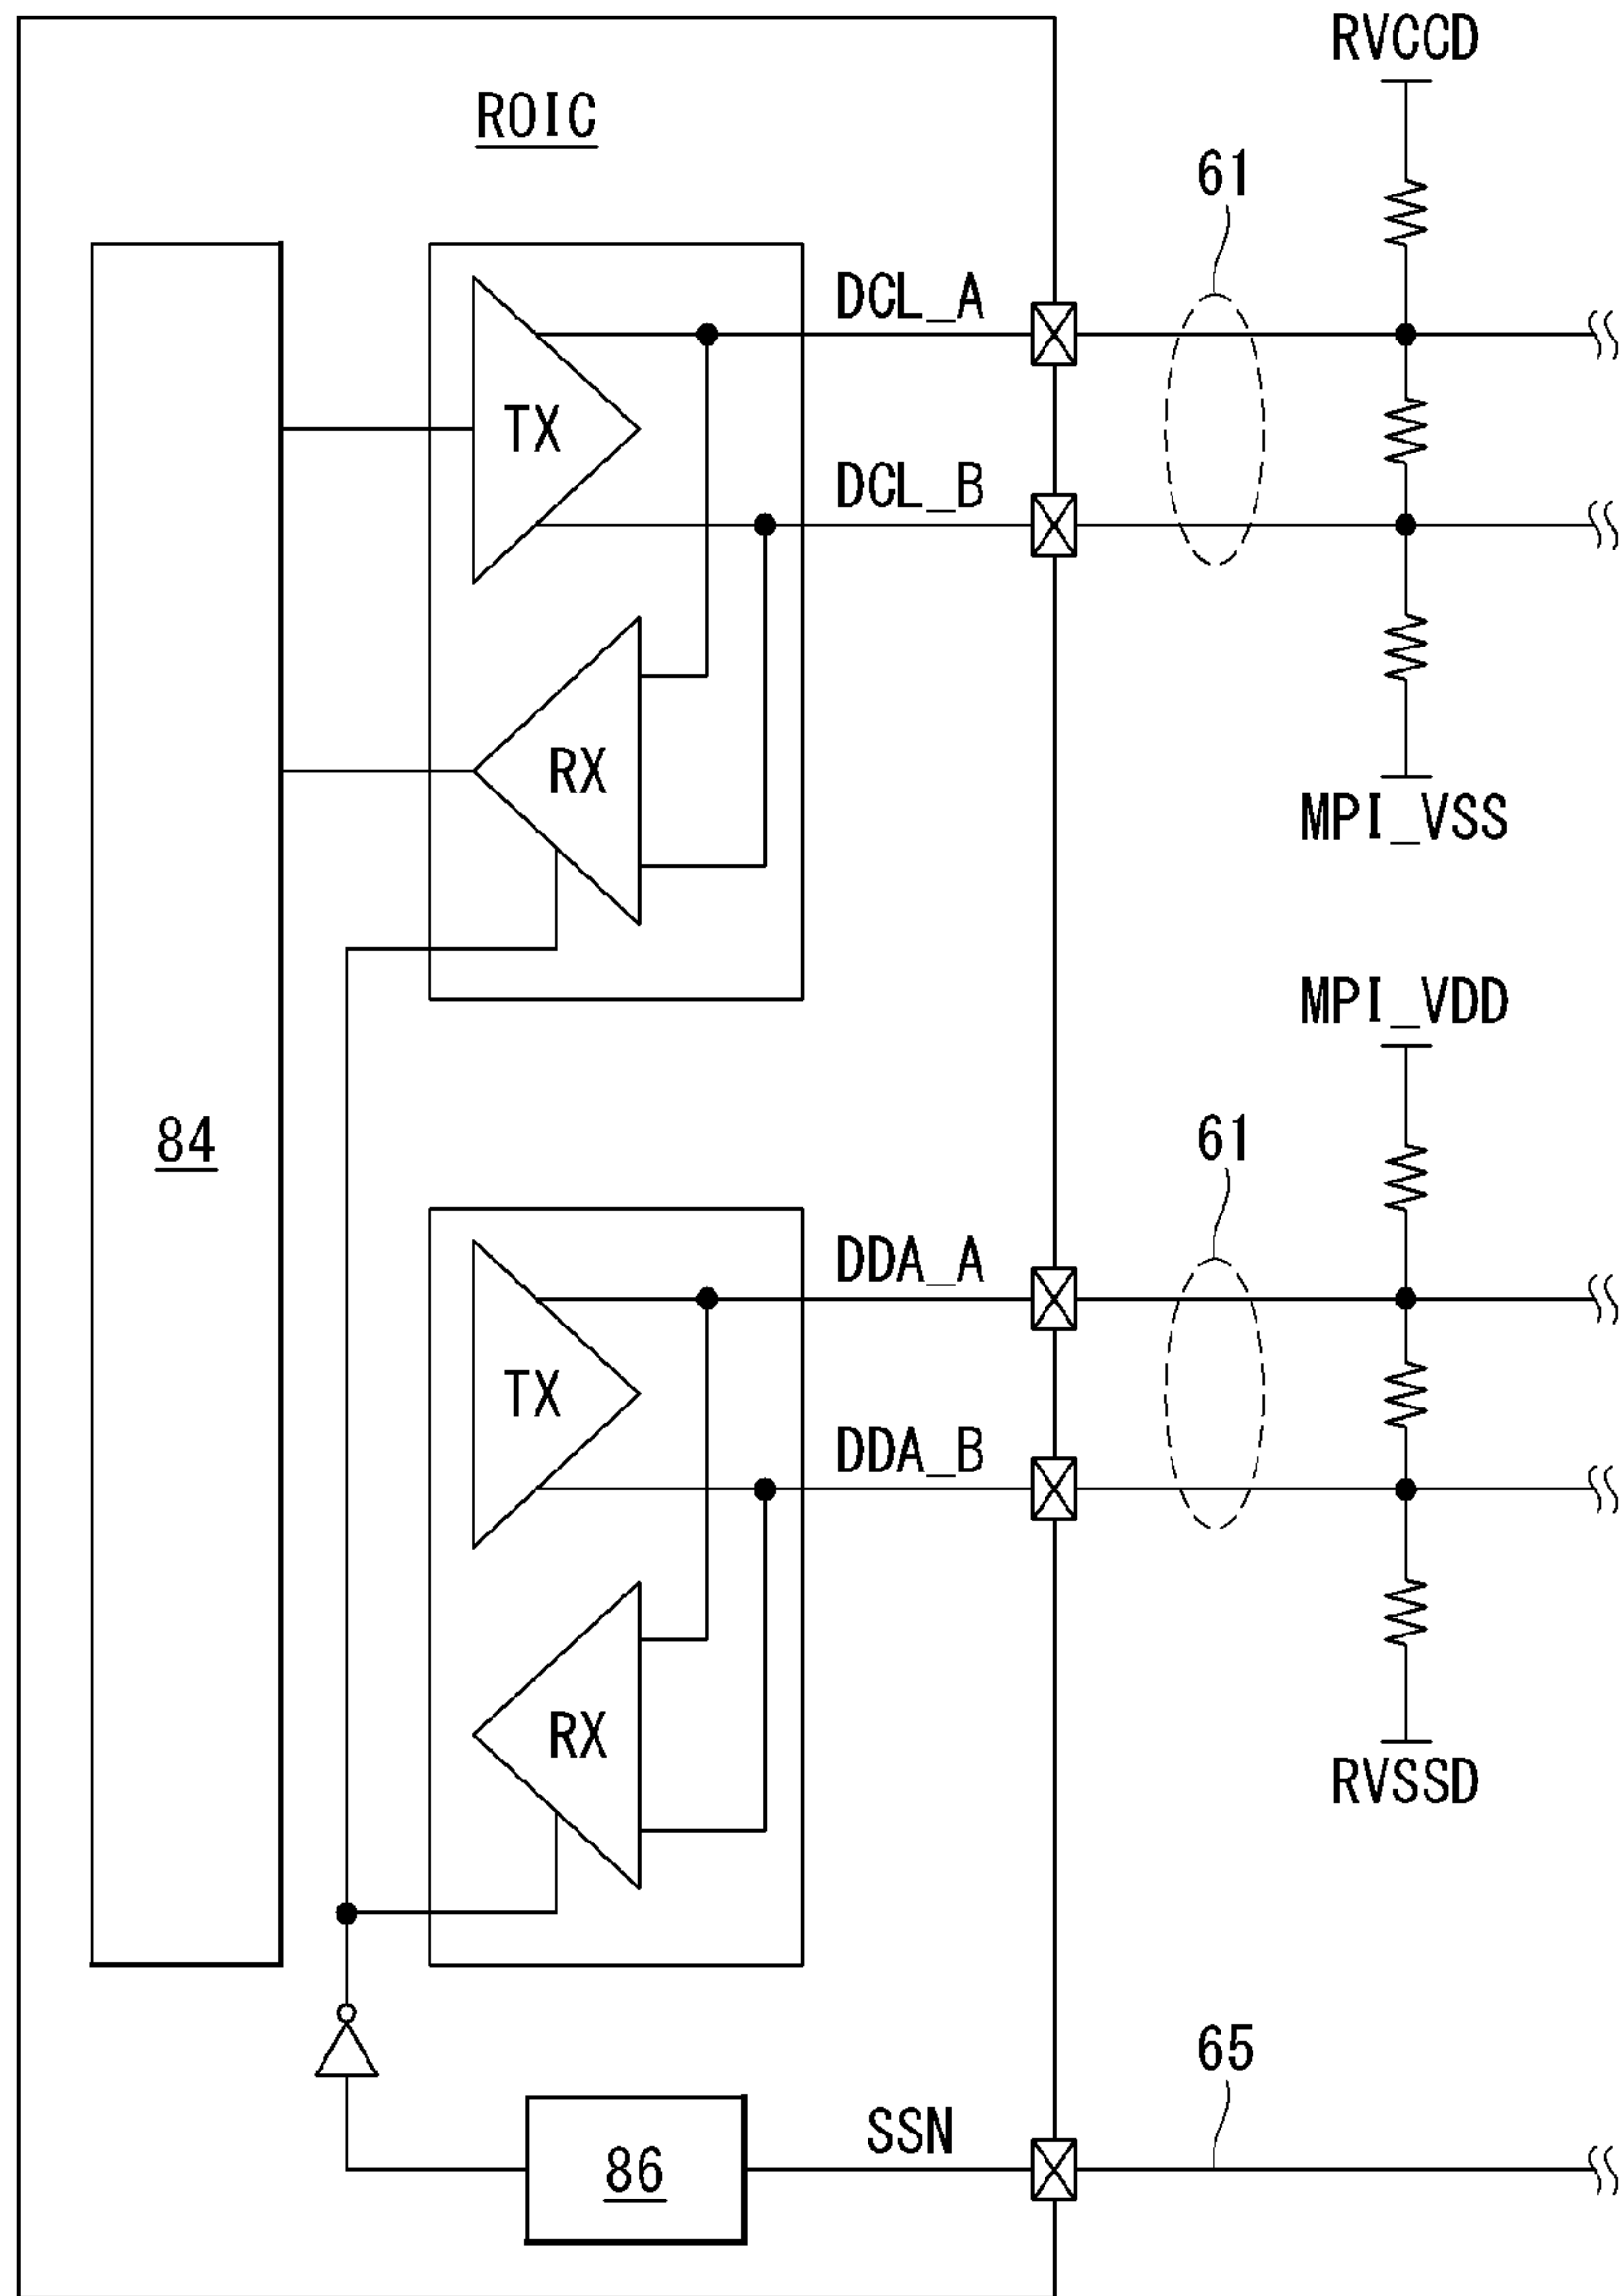 RVCCD
ROIC
61
DCL_A
TX
DCL_B
RX
MPI_VSS
MPI_VDD
84
61
DDA_A
TX
DDA_B
RX
RVSSD
65
SSN
86